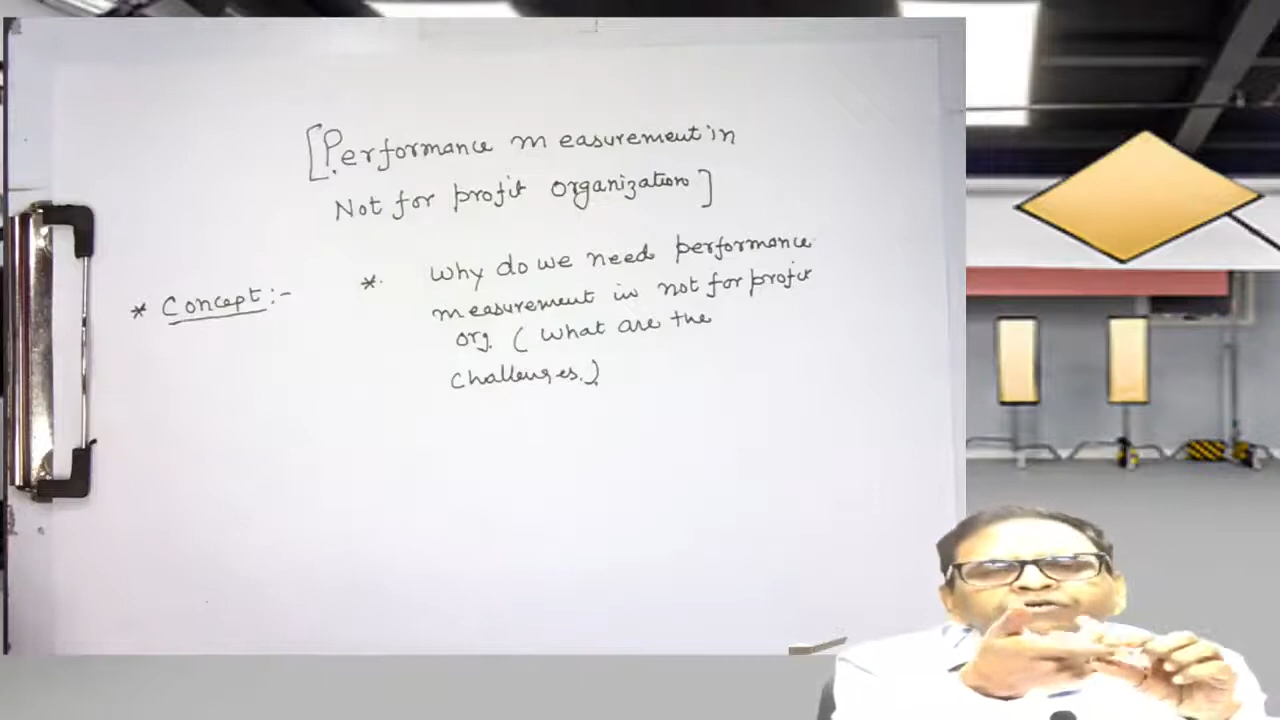 [Performance measurement in
Not for profit organization]
* Concept:-
*. Why do we need performance
measurement in not for profit
org. (What are the
challenges.)